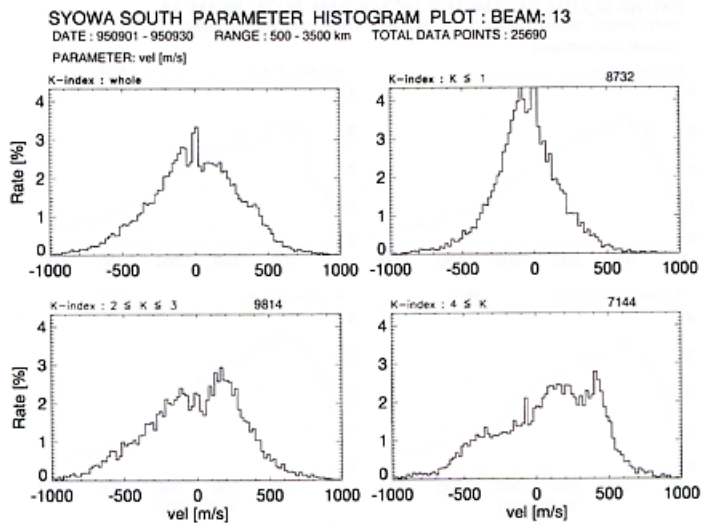 SYOWA SOUTH PARAMETER HISTOGRAM PLOT : BEAM: 13
DATE : 950901 - 950930 RANGE : 500 - 3500 km TOTAL DATA POINTS : 25690
PARAMETER: vel [m/s]
K-index : whole
4
3
2
1
0
Rate [%]
-1000 -500 0 500 1000
K-index : K ≦ 1 8732
4
3
2
1
0
-1000 -500 0 500 1000
K-index : 2 ≦ K ≦ 3 9814
4
3
2
1
0
Rate [%]
-1000 -500 0 500 1000
vel [m/s]
K-index : 4 ≦ K 7144
4
3
2
1
0
-1000 -500 0 500 1000
vel [m/s]